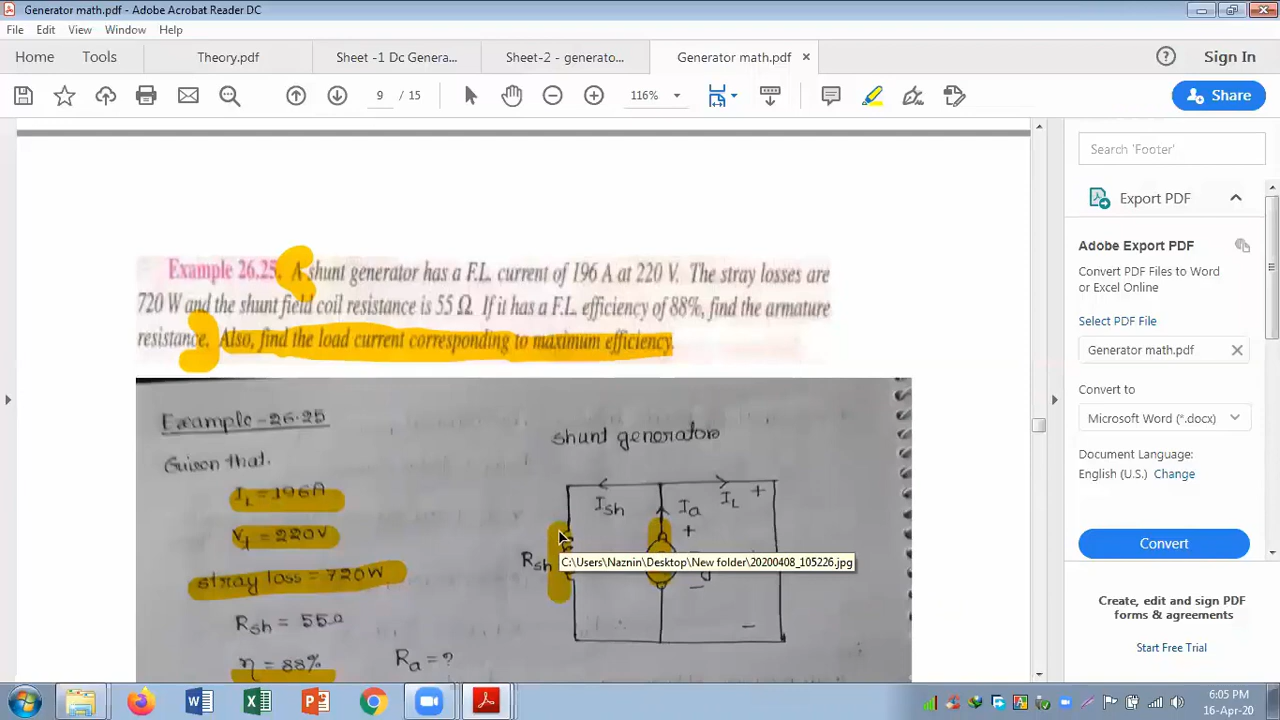 Generator math.pdf - Adobe Acrobat Reader DC
File Edit View Window Help
Home Tools Theory.pdf Sheet -1 Dc Genera... Sheet-2 - generato... Generator math.pdf × Sign In
9 / 15 116% Share
Search 'Footer'
Export PDF
Adobe Export PDF
Convert PDF Files to Word
or Excel Online
Select PDF File
Generator math.pdf
Convert to
Microsoft Word (*.docx)
Document Language:
English (U.S.) Change
Convert
Create, edit and sign PDF
forms & agreements
Start Free Trial
Example 26.25. A shunt generator has a F.L. current of 196 A at 220 V. The stray losses are
720 W and the shunt field coil resistance is 55 Ω. If it has a F.L. efficiency of 88%, find the armature
resistance. Also, find the load current corresponding to maximum efficiency.
Example-26.25
Given that.
IL = 196A
Vt = 220V
stray loss = 720W
Rsh = 55Ω
η = 88%
Ra = ?
shunt generator
Ish Ia IL +
+
Rsh
C:\Users\Naznin\Desktop\New folder\20200408_105226.jpg
g
−
−
6:05 PM
16-Apr-20